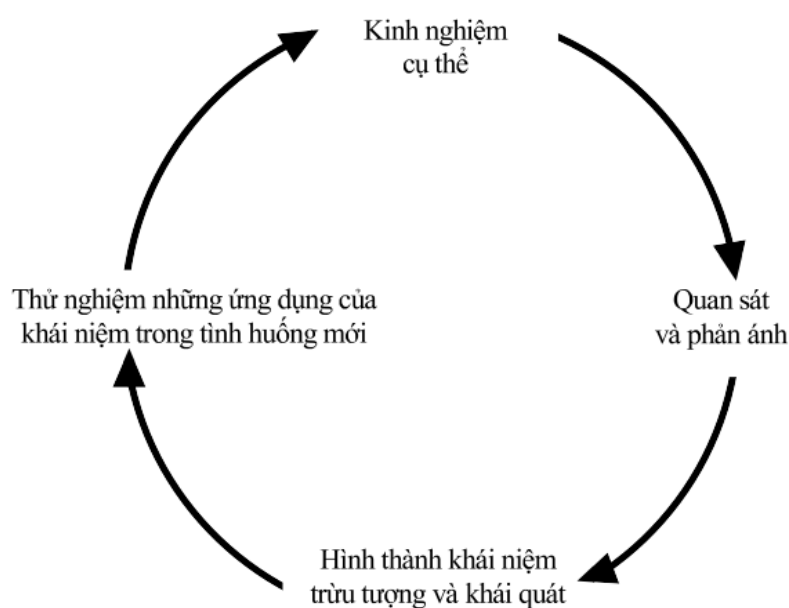 Kinh nghiệm
cụ thể
Quan sát
và phản ánh
Hình thành khái niệm
trừu tượng và khái quát
Thử nghiệm những ứng dụng của
khái niệm trong tình huống mới